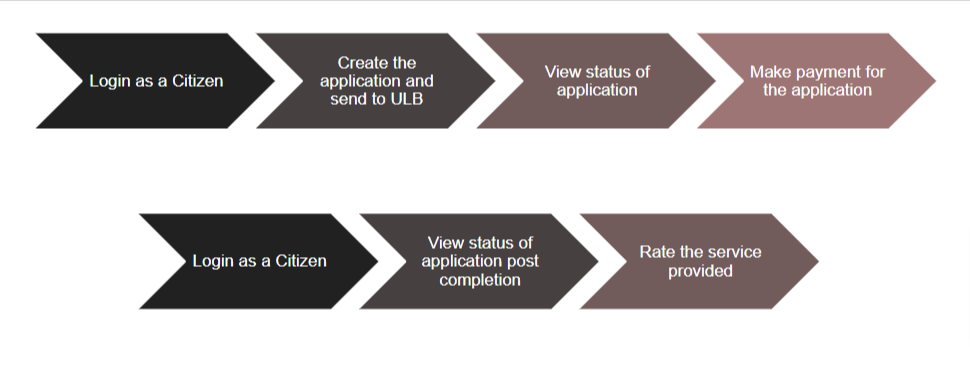 Login as a Citizen
Create the
application and
send to ULB
View status of
application
Make payment for
the application
Login as a Citizen
View status of
application post
completion
Rate the service
provided